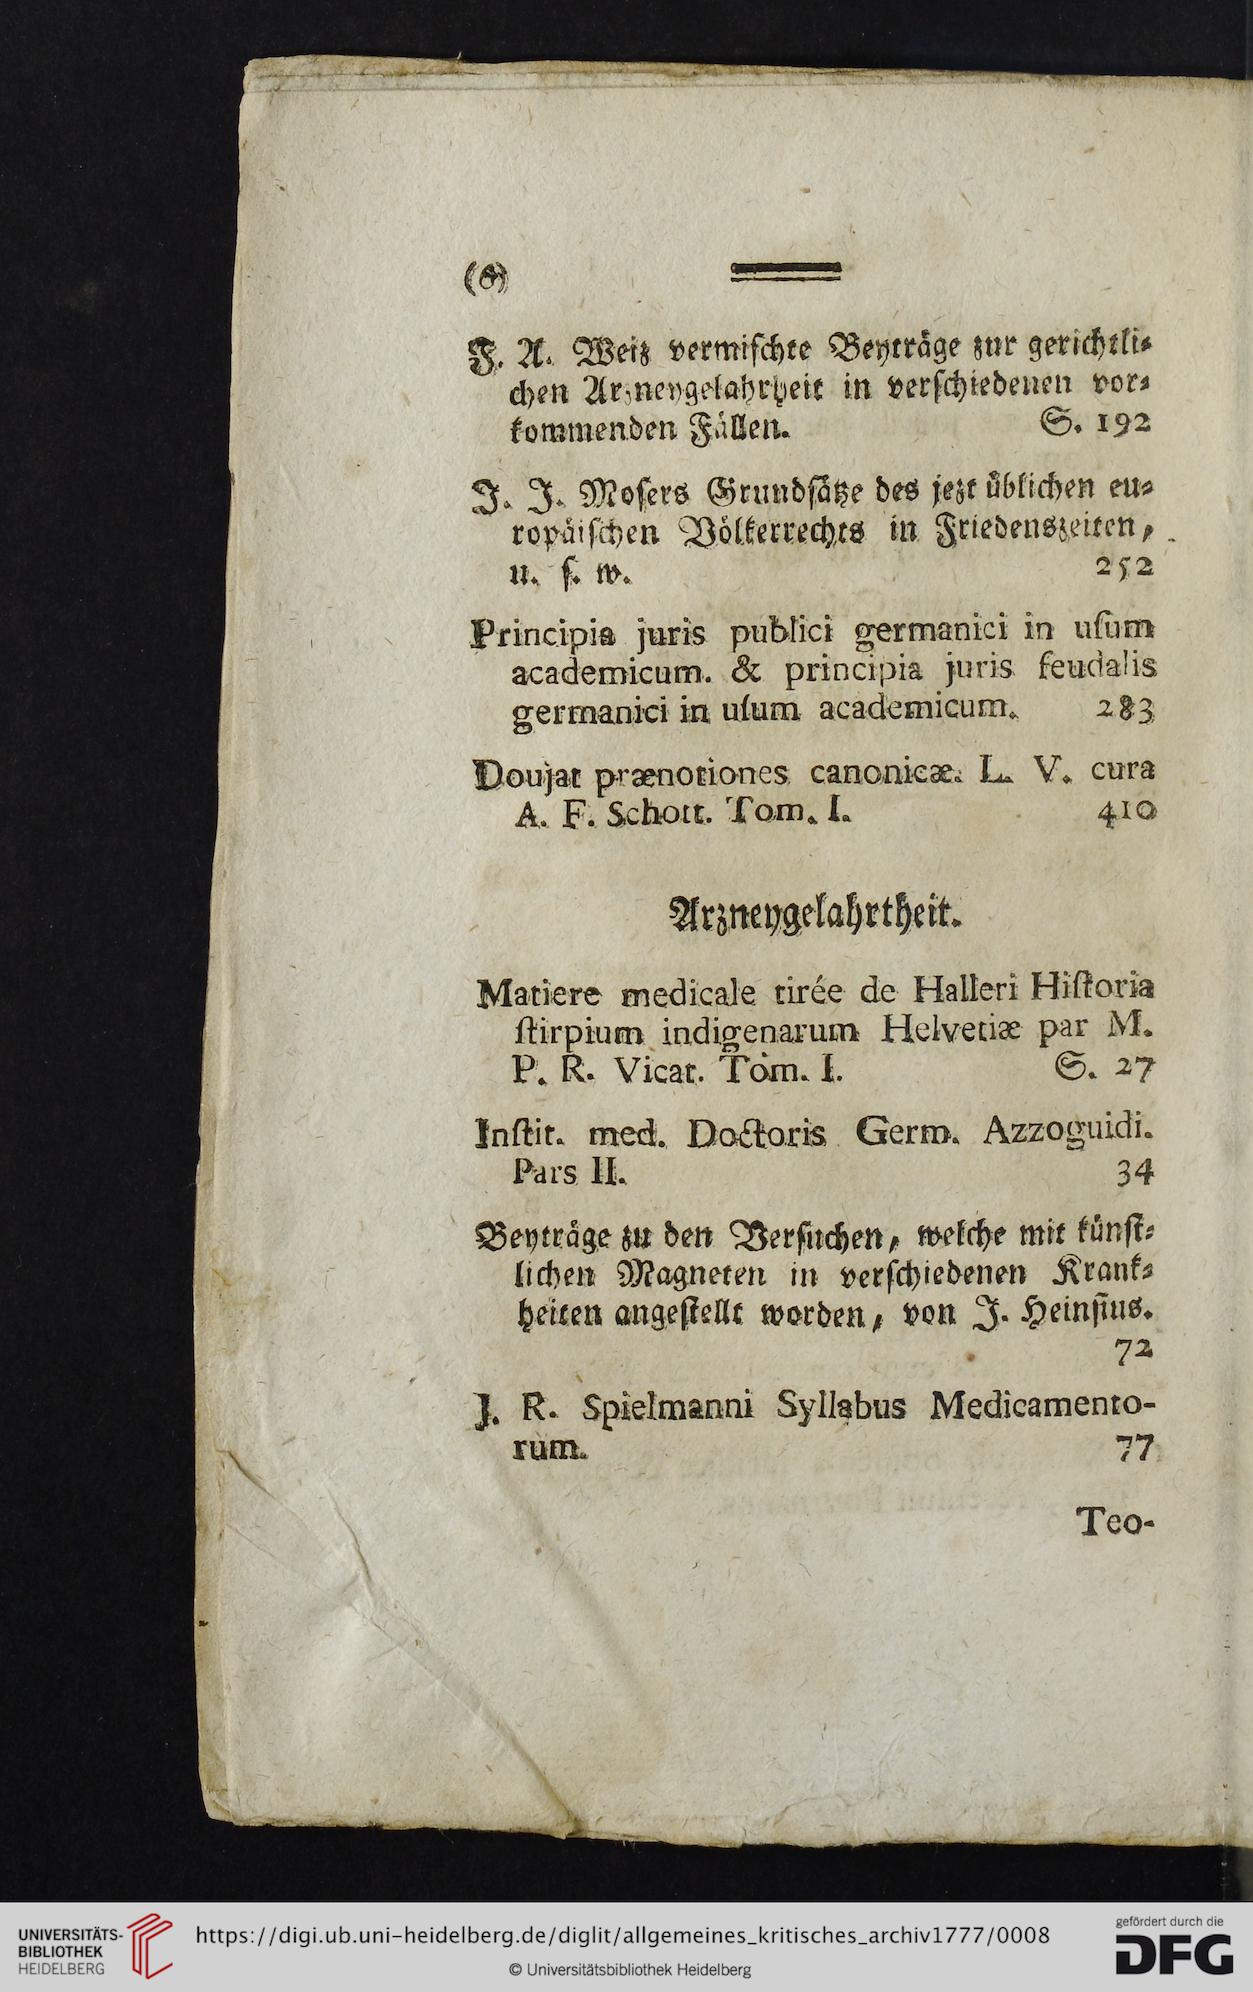 (6)
F. A. Weiz vermischte Beyträge zur gerichtli-
chen Arzneygelahrheit in verschiedenen vor-
kommenden Fällen. S. 192
J. J. Mosers Grundsätze des jezt üblichen eu-
ropäischen Völkerrechts in Friedenszeiten,
u. s. w. 252
Principia juris publici germanici in uſum
academicum. & principia juris feudalis
germanici in uſum academicum. 283
Doujat prænotiones canonicæ. L. V. cura
A. F. Schott. Tom. I. 410
Arzneygelahrtheit.
Matiere medicale tirée de Halleri Hiſtoria
ſtirpium indigenarum Helvetiæ par M.
P. R. Vicat. Tom. I. S. 27
Inſtit. med. Doctoris Germ. Azzoguidi.
Pars II. 34
Beyträge zu den Versuchen, welche mit künst-
lichen Magneten in verschiedenen Krank-
heiten angestellt worden, von J. Heinsius.
72
J. R. Spielmanni Syllabus Medicamento-
rum. 77
Teo-
UNIVERSITÄTS-
BIBLIOTHEK
HEIDELBERG
https://digi.ub.uni-heidelberg.de/diglit/allgemeines_kritisches_archiv1777/0008
© Universitätsbibliothek Heidelberg
gefördert durch die
DFG